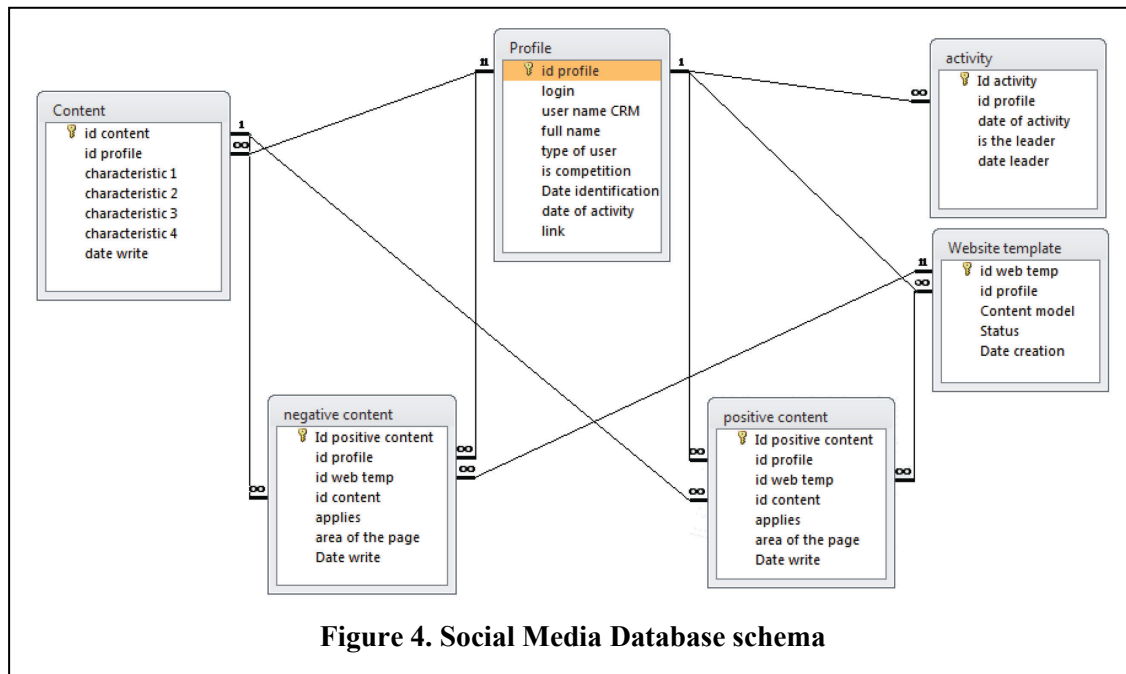 Profile
id profile
login
user name CRM
full name
type of user
is competition
Date identification
date of activity
link
activity
Id activity
id profile
date of activity
is the leader
date leader
Content
id content
id profile
characteristic 1
characteristic 2
characteristic 3
characteristic 4
date write
Website template
id web temp
id profile
Content model
Status
Date creation
negative content
Id positive content
id profile
id web temp
id content
applies
area of the page
Date write
positive content
Id positive content
id profile
id web temp
id content
applies
area of the page
Date write
1
∞
11
1
∞
11
∞
∞
∞
∞
∞
∞
∞
Figure 4. Social Media Database schema